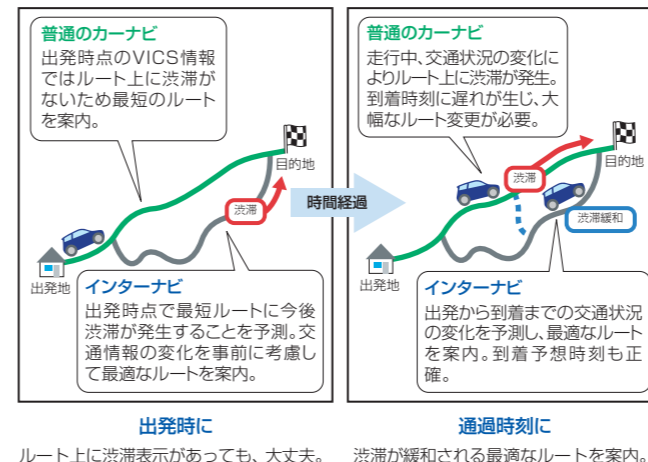 普通のカーナビ
出発時点のVICS情報
ではルート上に渋滞が
ないため最短のルート
を案内。
目的地
渋滞
出発地
インターナビ
出発時点で最短ルートに今後
渋滞が発生することを予測。交
通情報の変化を事前に考慮し
て最適なルートを案内。
時間経過
普通のカーナビ
走行中、交通状況の変化に
よりルート上に渋滞が発生。
到着時刻に遅れが生じ、大
幅なルート変更が必要。
目的地
渋滞
渋滞緩和
出発地
インターナビ
出発から到着までの交通状況
の変化を予測し、最適なルート
を案内。到着予想時刻も正
確。
出発時に
ルート上に渋滞表示があっても、大丈夫。
通過時刻に
渋滞が緩和される最適なルートを案内。